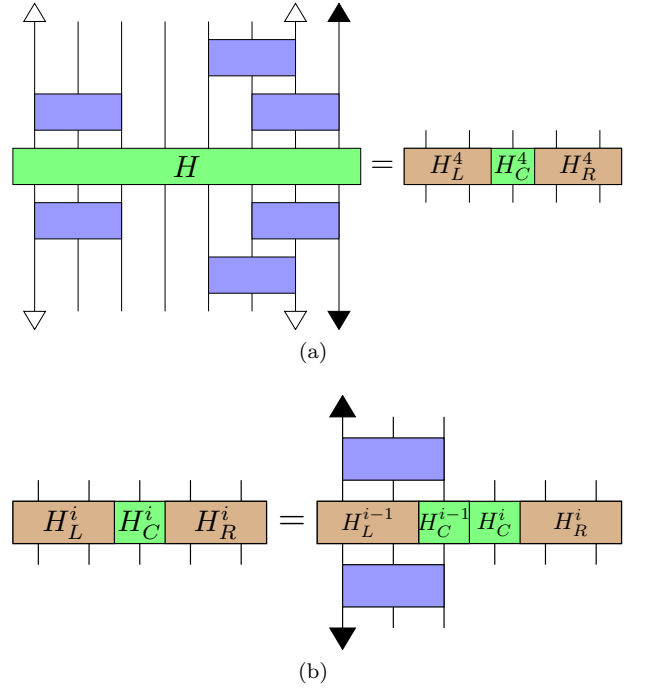 H = H_L^4 H_C^4 H_R^4
(a)
H_L^i H_C^i H_R^i = H_L^{i-1} H_C^{i-1} H_C^i H_R^i
(b)